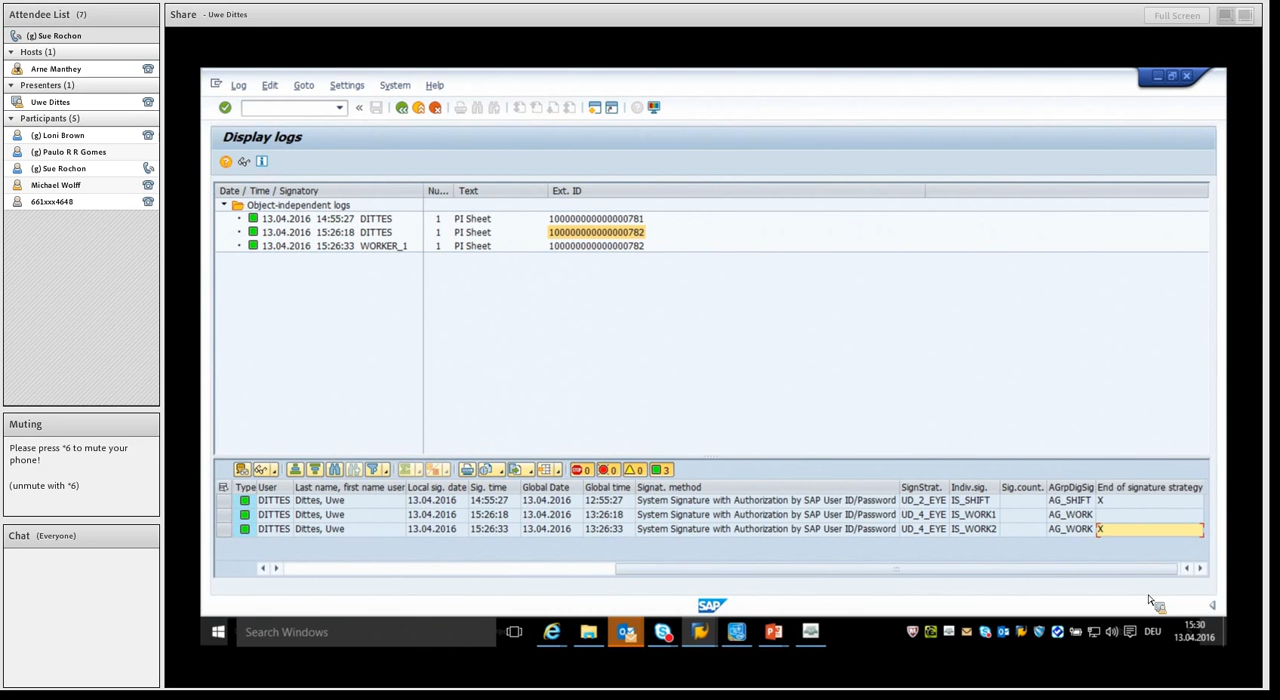 Attendee List (7)
(g) Sue Rochon
Hosts (1)
Arne Manthey
Presenters (1)
Uwe Dittes
Participants (5)
(g) Loni Brown
(g) Paulo R R Gomes
(g) Sue Rochon
Michael Wolff
661xxx4648
Muting
Please press *6 to mute your
phone!
(unmute with *6)
Chat (Everyone)
Share - Uwe Dittes
Full Screen
Log Edit Goto Settings System Help
Display logs
Date / Time / Signatory Nu... Text Ext. ID
Object-independent logs
13.04.2016 14:55:27 DITTES 1 PI Sheet 100000000000000781
13.04.2016 15:26:18 DITTES 1 PI Sheet 100000000000000782
13.04.2016 15:26:33 WORKER_1 1 PI Sheet 100000000000000782
STOP 0 0 0 3
Type User Last name, first name user Local sig. date Sig. time Global Date Global time Signat. method SignStrat. Indiv.sig. Sig.count. AGrpDigSig End of signature strategy
DITTES Dittes, Uwe 13.04.2016 14:55:27 13.04.2016 12:55:27 System Signature with Authorization by SAP User ID/Password UD_2_EYE IS_SHIFT AG_SHIFT X
DITTES Dittes, Uwe 13.04.2016 15:26:18 13.04.2016 13:26:18 System Signature with Authorization by SAP User ID/Password UD_4_EYE IS_WORK1 AG_WORK
DITTES Dittes, Uwe 13.04.2016 15:26:33 13.04.2016 13:26:33 System Signature with Authorization by SAP User ID/Password UD_4_EYE IS_WORK2 AG_WORK X
SAP
Search Windows
DEU
15:30
13.04.2016